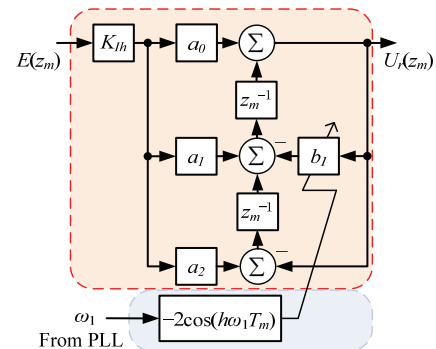 E(z_m) K_Ih a_0 Σ U_r(z_m)
z_m^{-1}
a_1 Σ − b_1
z_m^{-1}
a_2 Σ −
ω_1 −2cos(hω_1T_m)
From PLL